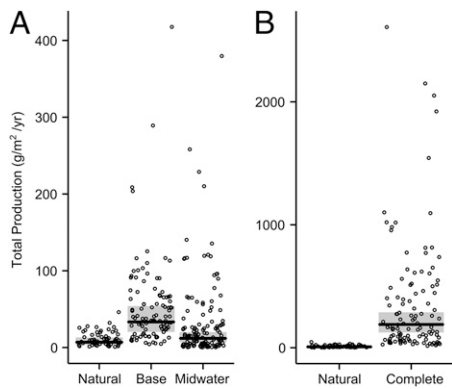 A
B
Total Production (g/m² /yr)
400
300
200
100
0
Natural Base Midwater
2000
1000
0
Natural Complete